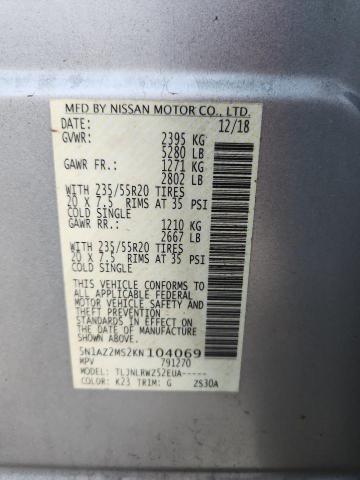 MFD BY NISSAN MOTOR CO., LTD.
DATE: 12/18
GVWR: 2395 KG
5280 LB
GAWR FR.: 1271 KG
2802 LB
WITH 235/55R20 TIRES
20 X 7.5 RIMS AT 35 PSI
COLD SINGLE
GAWR RR.: 1210 KG
2667 LB
WITH 235/55R20 TIRES
20 X 7.5 RIMS AT 35 PSI
COLD SINGLE
THIS VEHICLE CONFORMS TO
ALL APPLICABLE FEDERAL
MOTOR VEHICLE SAFETY
AND THEFT PREVENTION
STANDARDS IN EFFECT ON
THE DATE OF MANUFACTURE
SHOWN ABOVE.
5N1AZ2MS2KN104069
MPV 791270
MODEL: TLJNLRWZ52EUA-----
COLOR: K23 TRIM: G ZS30A